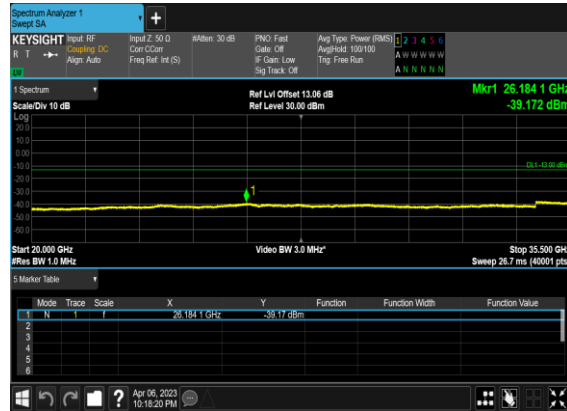 Spectrum Analyzer 1
Swept SA
KEYSIGHT Input: RF Input Z: 50 Ω #Atten: 30 dB PNO: Fast Avg Type: Power (RMS) 1 2 3 4 5 6
R T Coupling: DC Corr CCorr Gate: Off Avg|Hold: 100/100 A W W W W W
Align: Auto Freq Ref: Int (S) IF Gain: Low Trig: Free Run
Sig Track: Off A N N N N N
1 Spectrum Ref Lvl Offset 13.06 dB Mkr1 26.184 1 GHz
Scale/Div 10 dB Ref Level 30.00 dBm -39.172 dBm
Log
20.0
10.0
0.00
-10.0 DL1 -13.00 dBm
-20.0
-30.0 1
-40.0
-50.0
-60.0
Start 20.000 GHz Video BW 3.0 MHz* Stop 35.500 GHz
#Res BW 1.0 MHz Sweep 26.7 ms (40001 pts)
5 Marker Table
Mode Trace Scale X Y Function Function Width Function Value
1 N 1 f 26.184 1 GHz -39.17 dBm
2
3
4
5
6
? Apr 06, 2023
10:18:20 PM